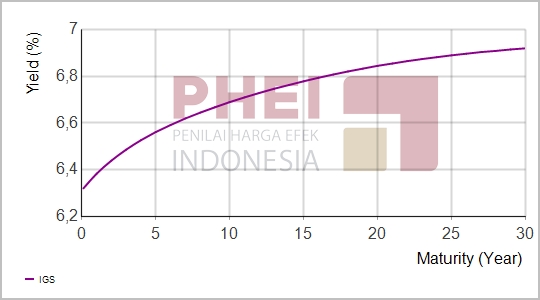 Yield (%)
7
6,8
6,6
6,4
6,2
PHEI
PENILAI HARGA EFEK
INDONESIA
0 5 10 15 20 25 30
Maturity (Year)
IGS